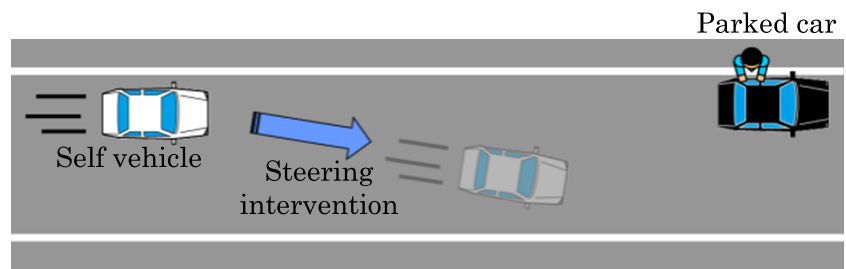 Parked car
Self vehicle
Steering
intervention